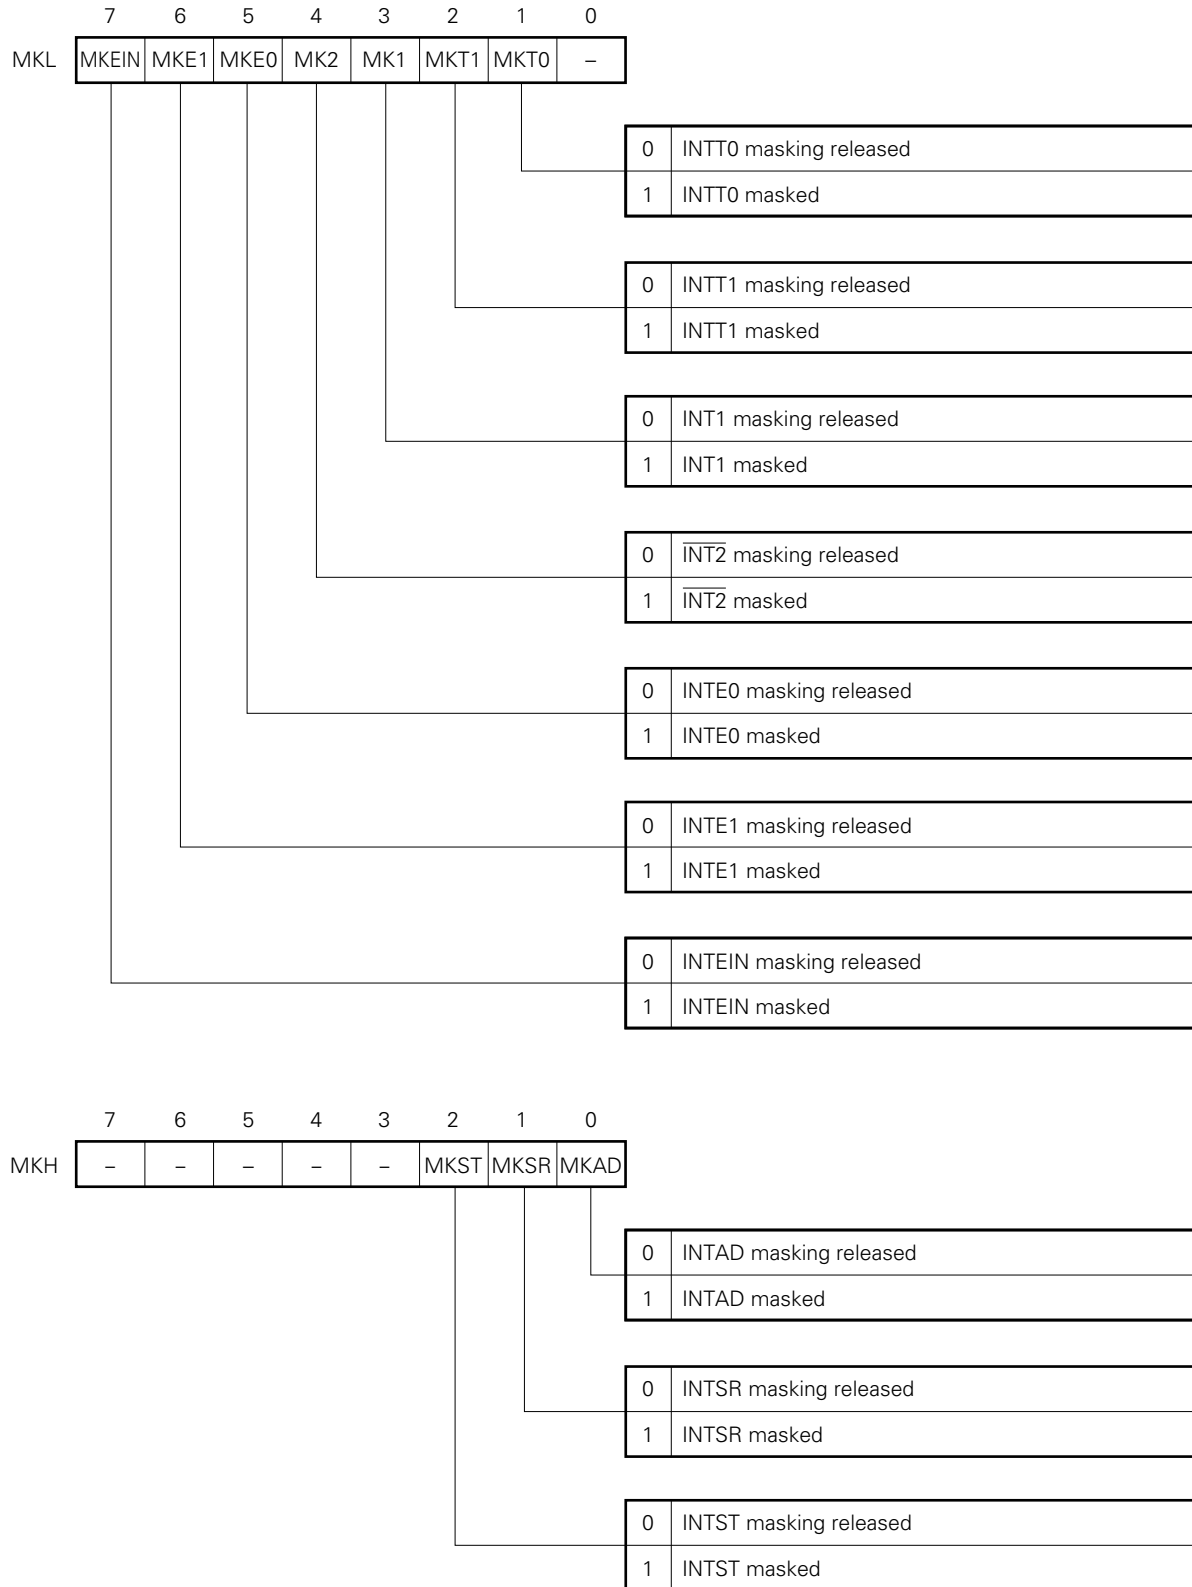 7 6 5 4 3 2 1 0
MKL MKEIN MKE1 MKE0 MK2 MK1 MKT1 MKT0 –
0 INTT0 masking released
1 INTT0 masked
0 INTT1 masking released
1 INTT1 masked
0 INT1 masking released
1 INT1 masked
0 I̅N̅T̅2̅ masking released
1 I̅N̅T̅2̅ masked
0 INTE0 masking released
1 INTE0 masked
0 INTE1 masking released
1 INTE1 masked
0 INTEIN masking released
1 INTEIN masked
7 6 5 4 3 2 1 0
MKH – – – – – MKST MKSR MKAD
0 INTAD masking released
1 INTAD masked
0 INTSR masking released
1 INTSR masked
0 INTST masking released
1 INTST masked